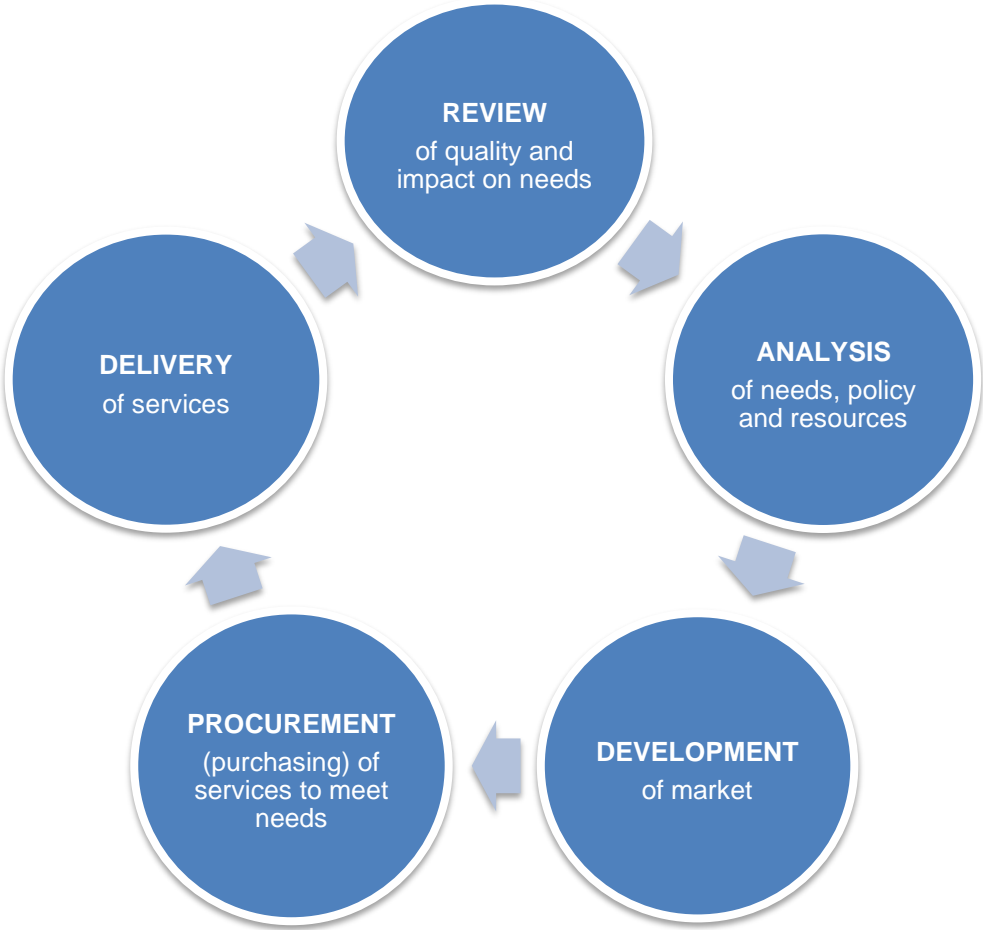 REVIEW
of quality and
impact on needs
ANALYSIS
of needs, policy
and resources
DEVELOPMENT
of market
PROCUREMENT
(purchasing) of
services to meet
needs
DELIVERY
of services